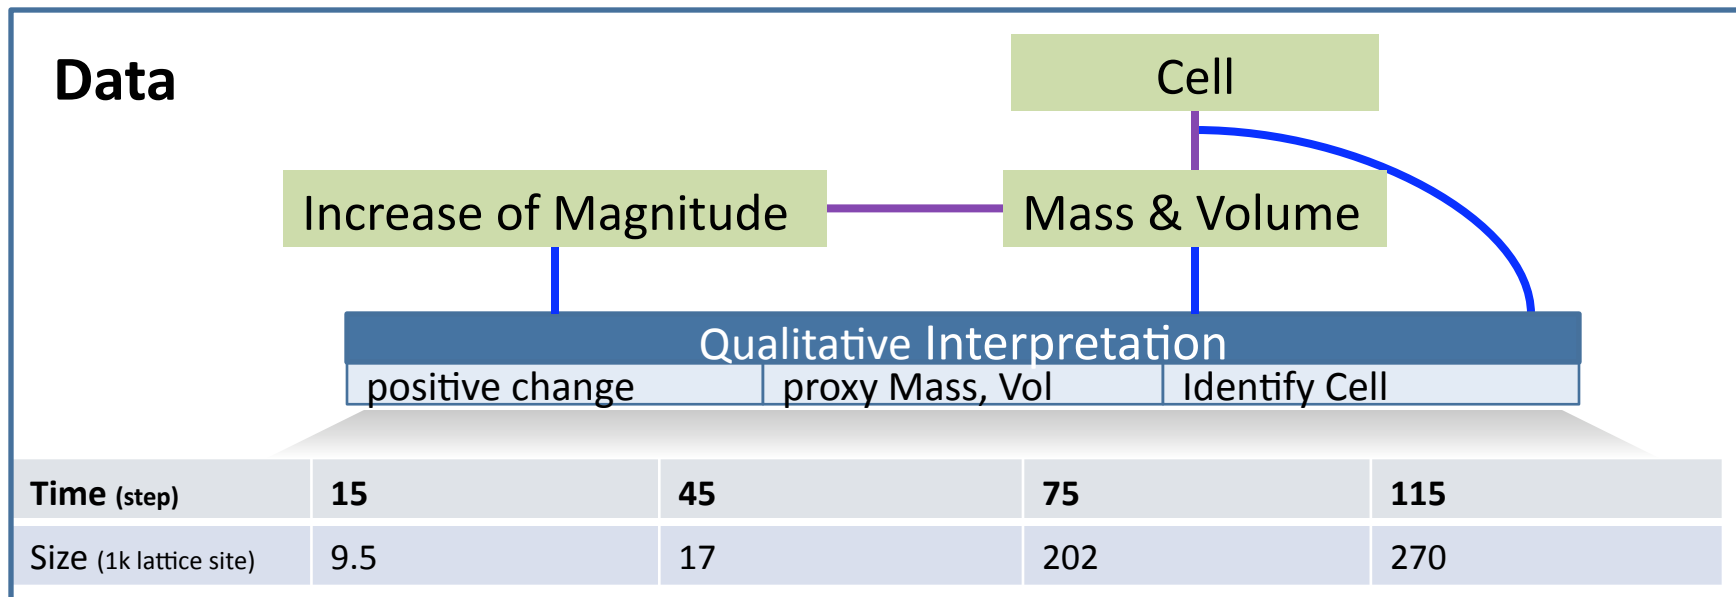 Data
Cell
Increase of Magnitude
Mass & Volume
Qualitative Interpretation
positive change proxy Mass, Vol Identify Cell
Time (step) 15 45 75 115
Size (1k lattice site) 9.5 17 202 270